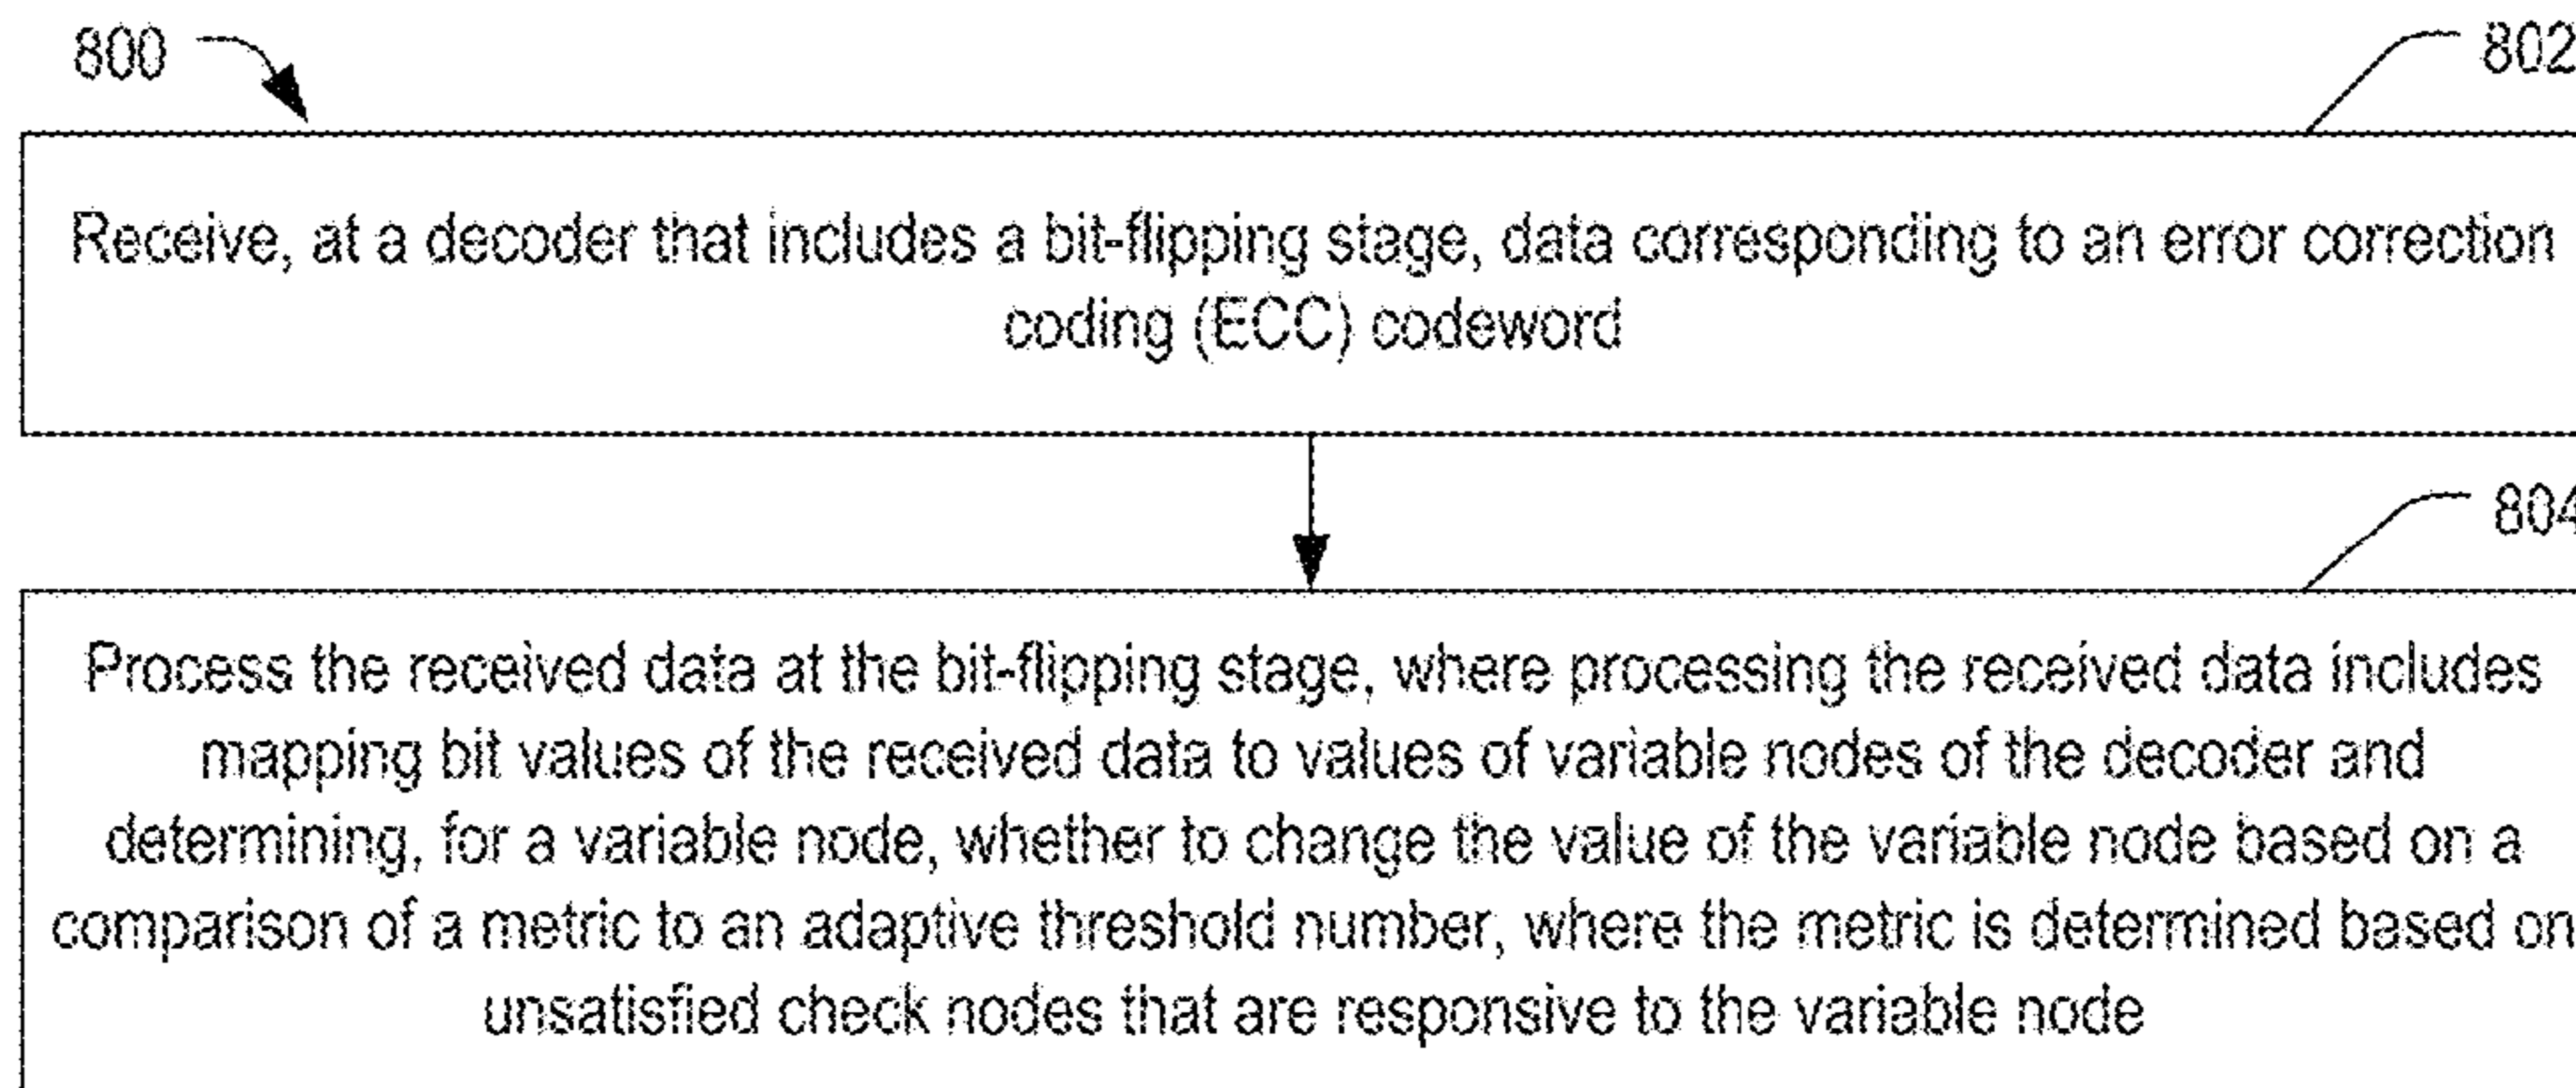 800
802
Receive, at a decoder that includes a bit-flipping stage, data corresponding to an error correction
coding (ECC) codeword
804
Process the received data at the bit-flipping stage, where processing the received data includes
mapping bit values of the received data to values of variable nodes of the decoder and
determining, for a variable node, whether to change the value of the variable node based on a
comparison of a metric to an adaptive threshold number, where the metric is determined based on
unsatisfied check nodes that are responsive to the variable node